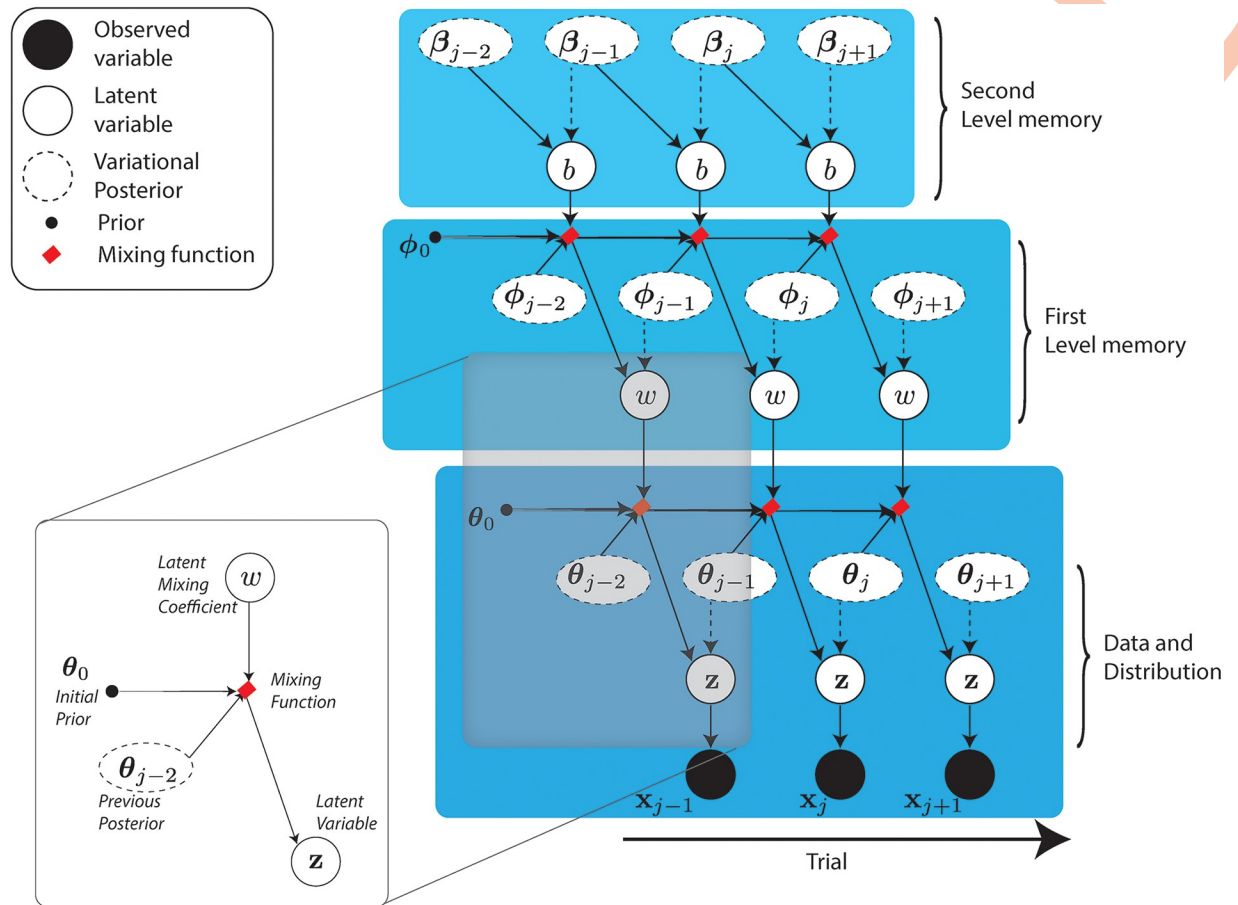 Observed
variable
Latent
variable
Variational
Posterior
Prior
Mixing function
β_{j−2} β_{j−1} β_j β_{j+1}
b b b
Second
Level memory
ϕ_0
ϕ_{j−2} ϕ_{j−1} ϕ_j ϕ_{j+1}
w w w
First
Level memory
θ_0
θ_{j−2} θ_{j−1} θ_j θ_{j+1}
z z z
x_{j−1} x_j x_{j+1}
Data and
Distribution
Trial
Latent
Mixing
Coefficient
w
θ_0
Initial
Prior
Mixing
Function
θ_{j−2}
Previous
Posterior
Latent
Variable
z